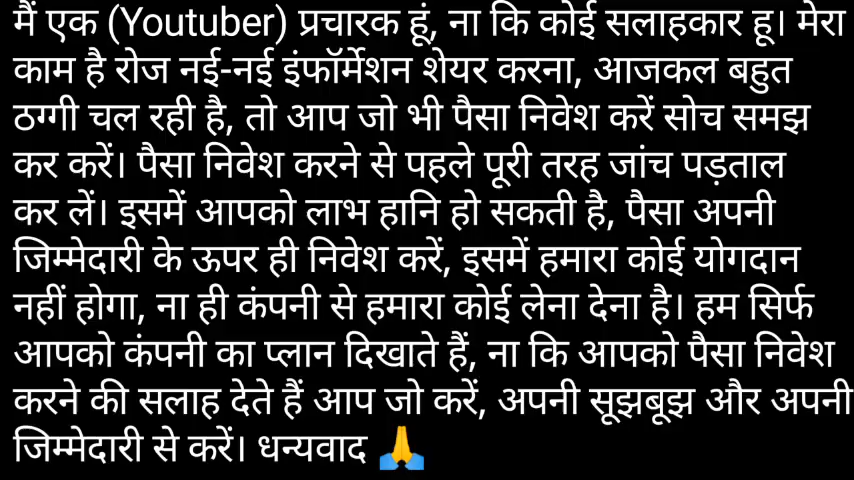 मैं एक (Youtuber) प्रचारक हूं, ना कि कोई सलाहकार हू। मेरा
काम है रोज नई-नई इंफॉर्मेशन शेयर करना, आजकल बहुत
ठग्गी चल रही है, तो आप जो भी पैसा निवेश करें सोच समझ
कर करें। पैसा निवेश करने से पहले पूरी तरह जांच पड़ताल
कर लें। इसमें आपको लाभ हानि हो सकती है, पैसा अपनी
जिम्मेदारी के ऊपर ही निवेश करें, इसमें हमारा कोई योगदान
नहीं होगा, ना ही कंपनी से हमारा कोई लेना देना है। हम सिर्फ
आपको कंपनी का प्लान दिखाते हैं, ना कि आपको पैसा निवेश
करने की सलाह देते हैं आप जो करें, अपनी सूझबूझ और अपनी
जिम्मेदारी से करें। धन्यवाद 🙏